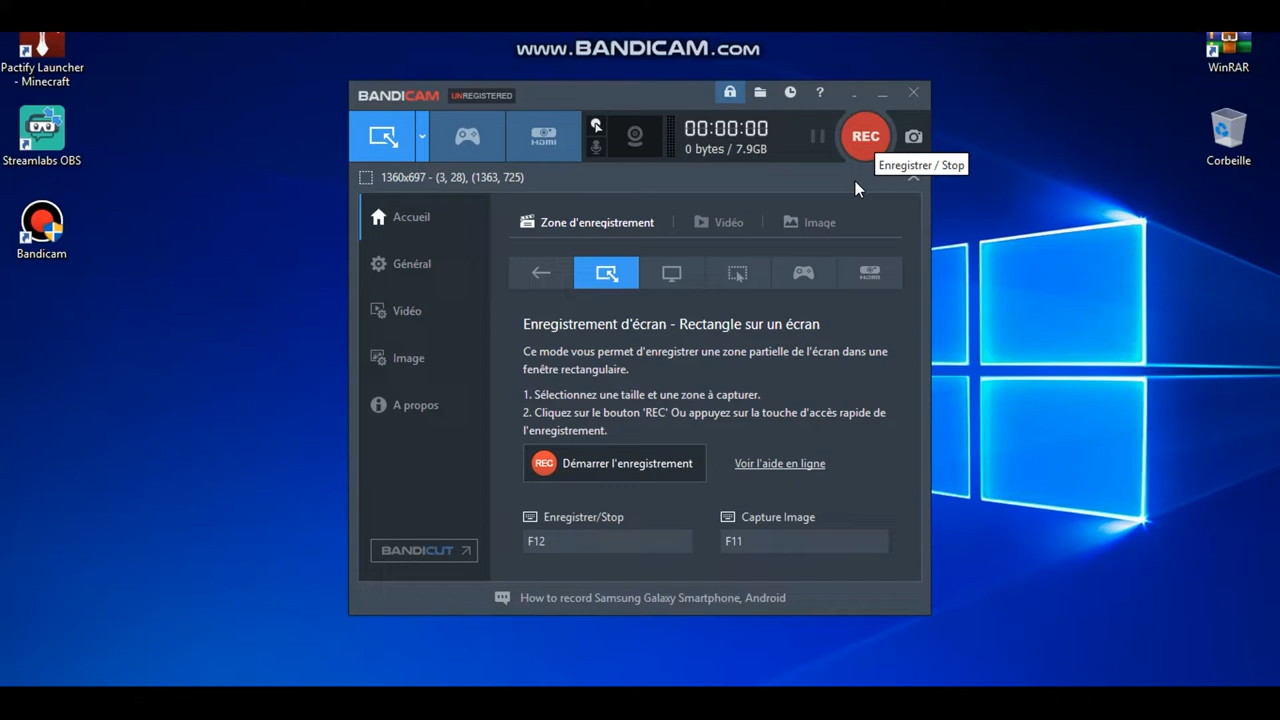 www.BANDICAM.com
Pactify Launcher
- Minecraft
Streamlabs OBS
Bandicam
WinRAR
Corbeille
BANDICAM UNREGISTERED
?
HDMI
00:00:00
0 bytes / 7.9GB
REC
Enregistrer / Stop
1360x697 - (3, 28), (1363, 725)
Accueil
Général
Vidéo
Image
A propos
BANDICUT
Zone d'enregistrement
Vidéo
Image
HDMI
Enregistrement d'écran - Rectangle sur un écran
Ce mode vous permet d'enregistrer une zone partielle de l'écran dans une
fenêtre rectangulaire.
1. Sélectionnez une taille et une zone à capturer.
2. Cliquez sur le bouton 'REC' Ou appuyez sur la touche d'accès rapide de
l'enregistrement.
REC Démarrer l'enregistrement
Voir l'aide en ligne
Enregistrer/Stop
Capture Image
F12
F11
How to record Samsung Galaxy Smartphone, Android